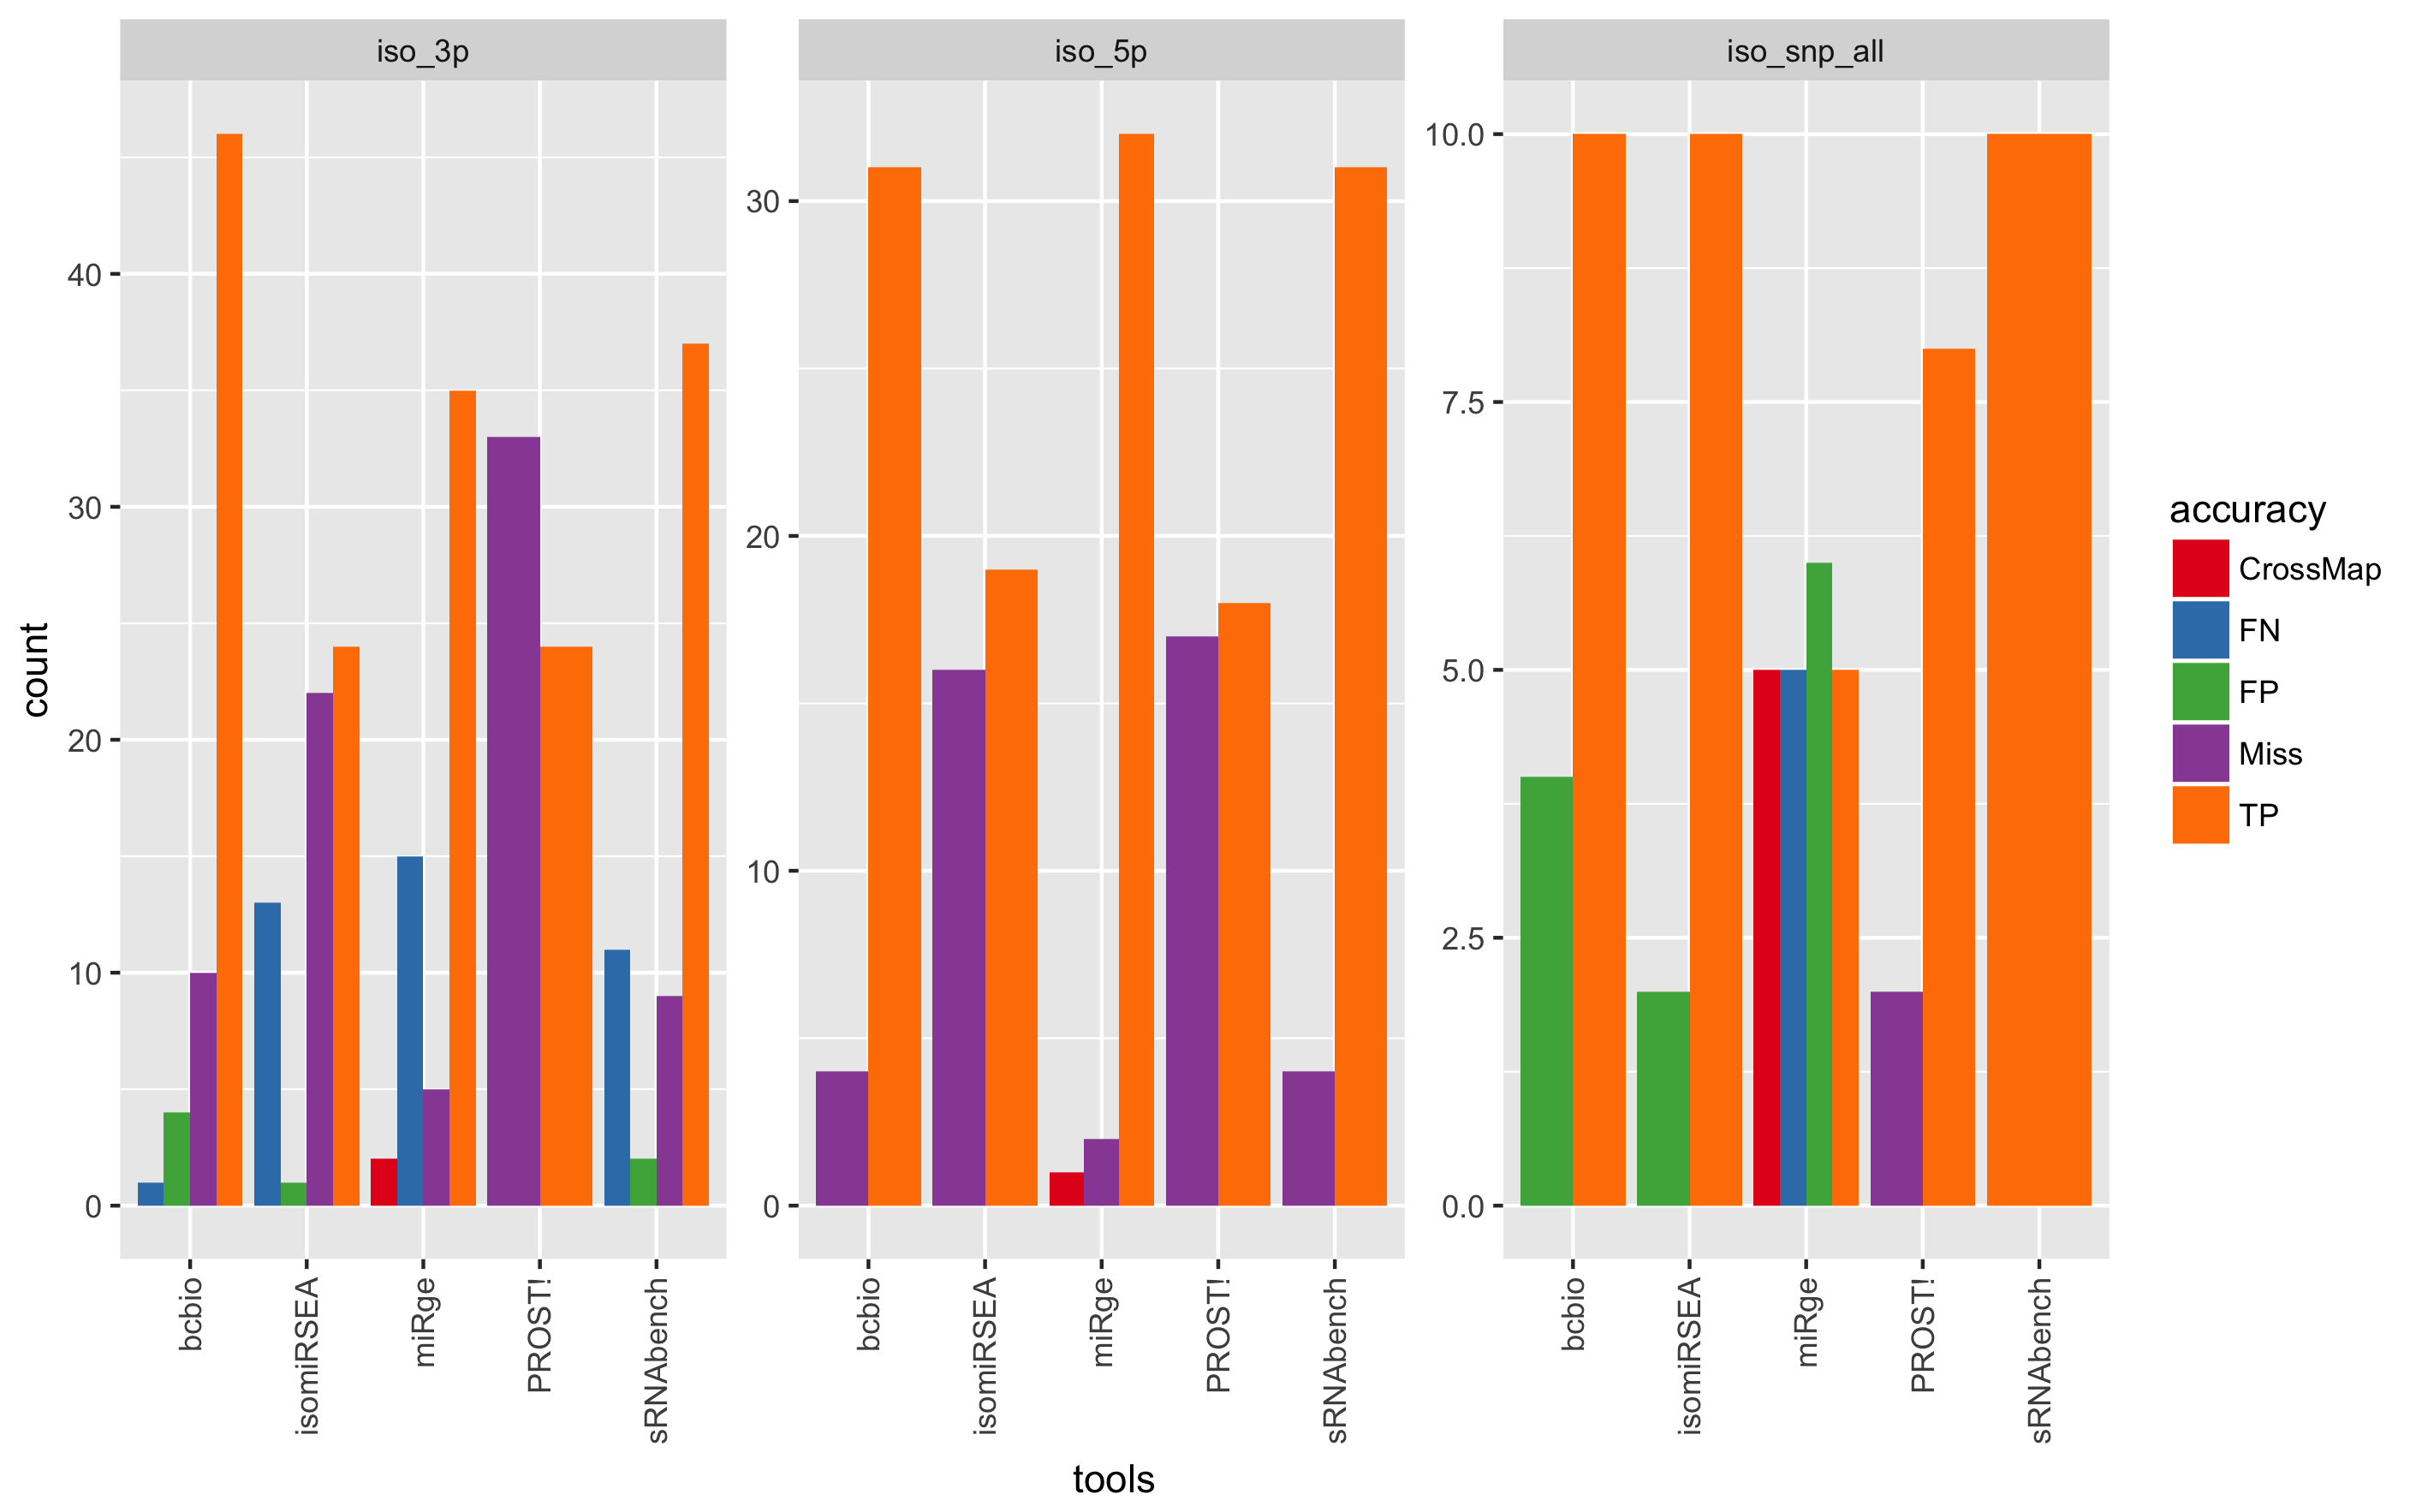 iso_3p
iso_5p
iso_snp_all
count
40
30
20
10
0
30
20
10
0
10.0
7.5
5.0
2.5
0.0
bcbio
isomiRSEA
miRge
PROST!
sRNAbench
bcbio
isomiRSEA
miRge
PROST!
sRNAbench
bcbio
isomiRSEA
miRge
PROST!
sRNAbench
tools
accuracy
CrossMap
FN
FP
Miss
TP